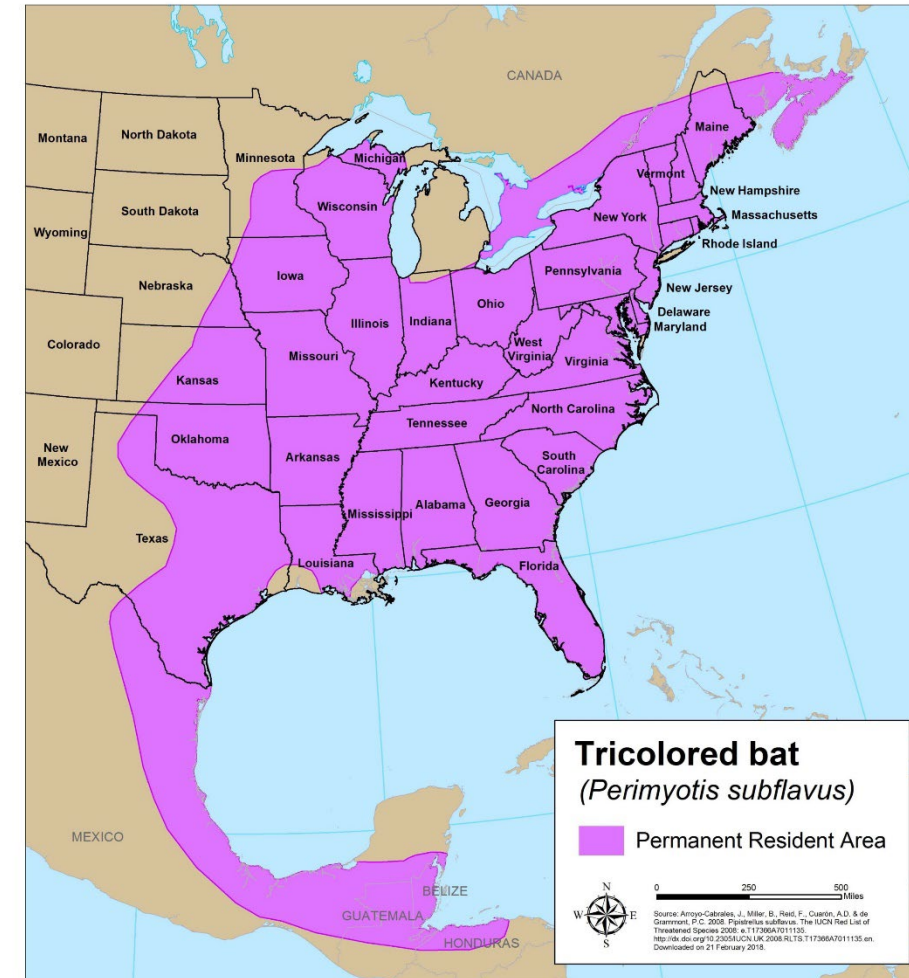 CANADA
Montana
North Dakota
Minnesota
Michigan
Maine
Vermont
New Hampshire
Massachusetts
Rhode Island
Wyoming
South Dakota
Wisconsin
New York
Nebraska
Iowa
Pennsylvania
New Jersey
Delaware
Maryland
Colorado
Kansas
Missouri
Illinois
Indiana
Ohio
West
Virginia
Virginia
Kentucky
New
Mexico
Oklahoma
Arkansas
Tennessee
North Carolina
South
Carolina
Texas
Louisiana
Mississippi
Alabama
Georgia
Florida
MEXICO
BELIZE
GUATEMALA
HONDURAS
Tricolored bat
(Perimyotis subflavus)
Permanent Resident Area
N
W
E
S
0 250 500
Miles
Source: Arroyo-Cabrales, J., Miller, B., Reid, F., Cuarón, A.D. & de
Grammont, P.C. 2008. Pipistrellus subflavus. The IUCN Red List of
Threatened Species 2008: e.T17366A7011135.
http://dx.doi.org/10.2305/IUCN.UK.2008.RLTS.T17366A7011135.en.
Downloaded on 21 February 2018.